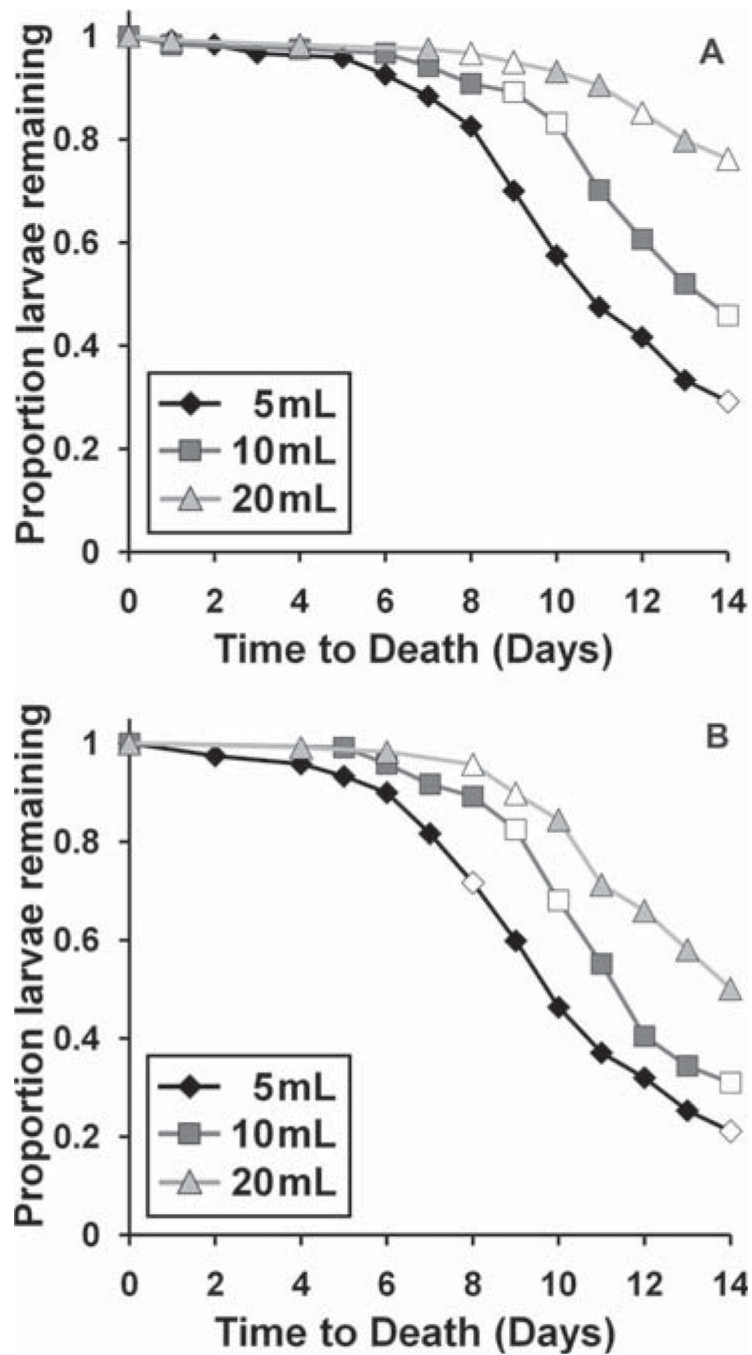 A
Proportion larvae remaining
1
0.8
0.6
0.4
0.2
0
5mL
10mL
20mL
0 2 4 6 8 10 12 14
Time to Death (Days)
B
Proportion larvae remaining
1
0.8
0.6
0.4
0.2
0
5mL
10mL
20mL
0 2 4 6 8 10 12 14
Time to Death (Days)